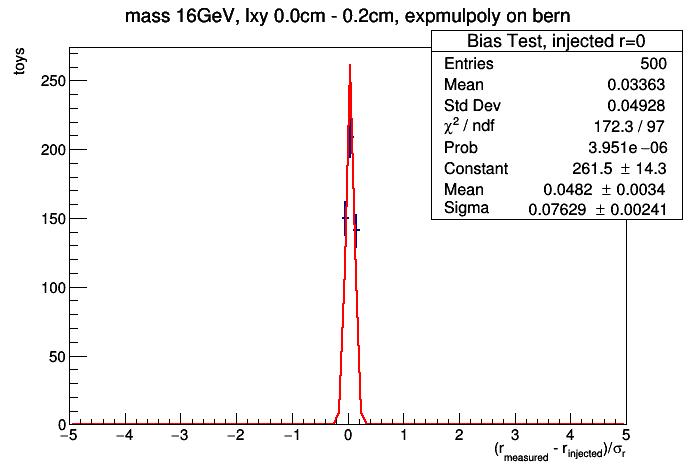 mass 16GeV, lxy 0.0cm - 0.2cm, expmulpoly on bern
toys
Bias Test, injected r=0
Entries 500
Mean 0.03363
Std Dev 0.04928
χ² / ndf 172.3 / 97
Prob 3.951e−06
Constant 261.5 ± 14.3
Mean 0.0482 ± 0.0034
Sigma 0.07629 ± 0.00241
250
200
150
100
50
0
−5 −4 −3 −2 −1 0 1 2 3 4 5
(r_measured - r_injected)/σ_r